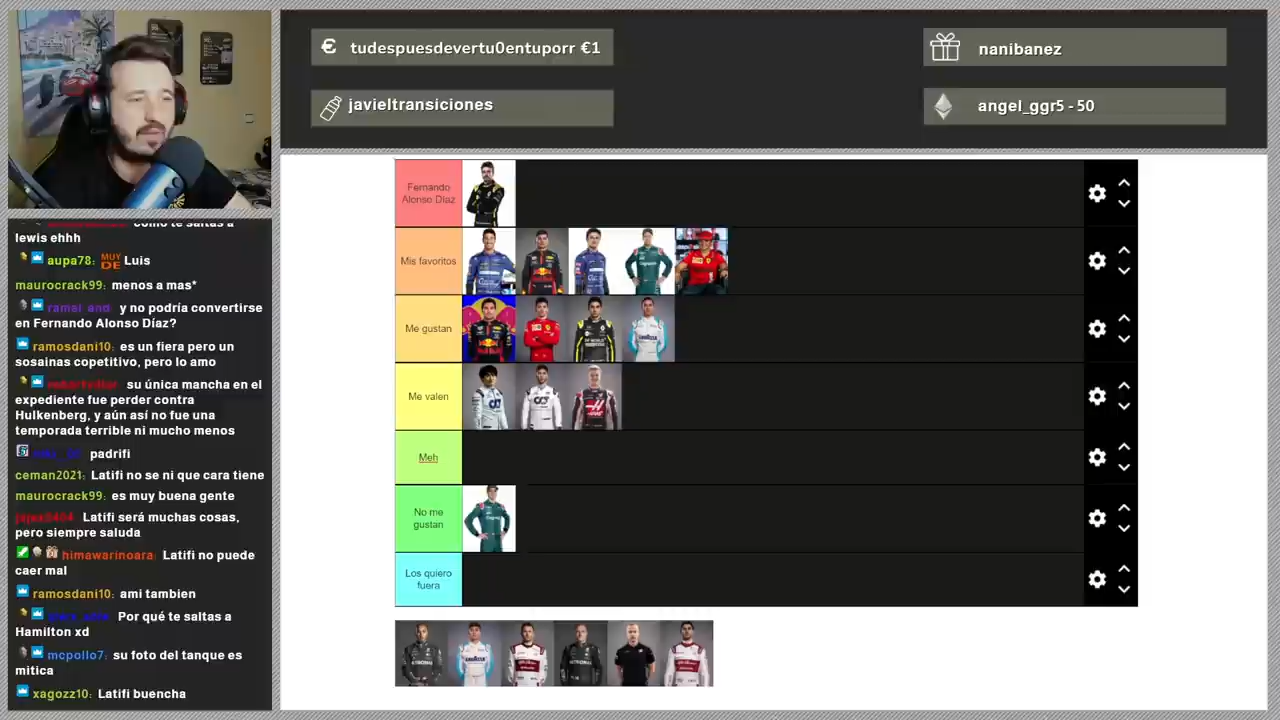 € tudespuesdevertu0entuporr €1
nanibanez
javieltransiciones
angel_ggr5 - 50
Fernando
Alonso Díaz
Mis favoritos
Me gustan
Me valen
Meh
No me
gustan
Los quiero
fuera
como te saltas a
lewis ehhh
aupa78: MUY DE Luis
maurocrack99: menos a mas*
ramal_and y no podría convertirse
en Fernando Alonso Díaz?
ramosdani10: es un fiera pero un
sosainas copetitivo, pero lo amo
su única mancha en el
expediente fue perder contra
Hulkenberg, y aún así no fue una
temporada terrible ni mucho menos
padrifi
ceman2021: Latifi no se ni que cara tiene
maurocrack99: es muy buena gente
Latifi será muchas cosas,
pero siempre saluda
himawarinoara: Latifi no puede
caer mal
ramosdani10: ami tambien
Por qué te saltas a
Hamilton xd
mcpollo7: su foto del tanque es
mitica
xagozz10: Latifi buencha